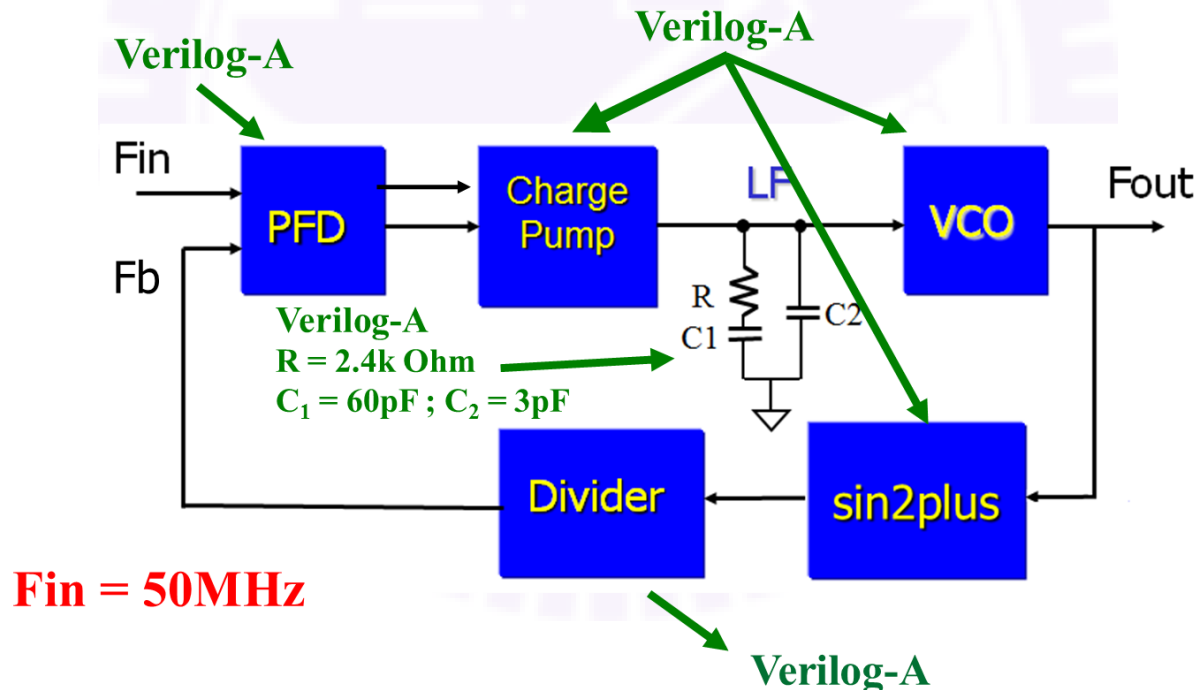 Verilog-A
Verilog-A
Fin
PFD
Charge
Pump
LF
VCO
Fout
Fb
R
C1
C2
Verilog-A
R = 2.4k Ohm
C₁ = 60pF ; C₂ = 3pF
Divider
sin2plus
Fin = 50MHz
Verilog-A